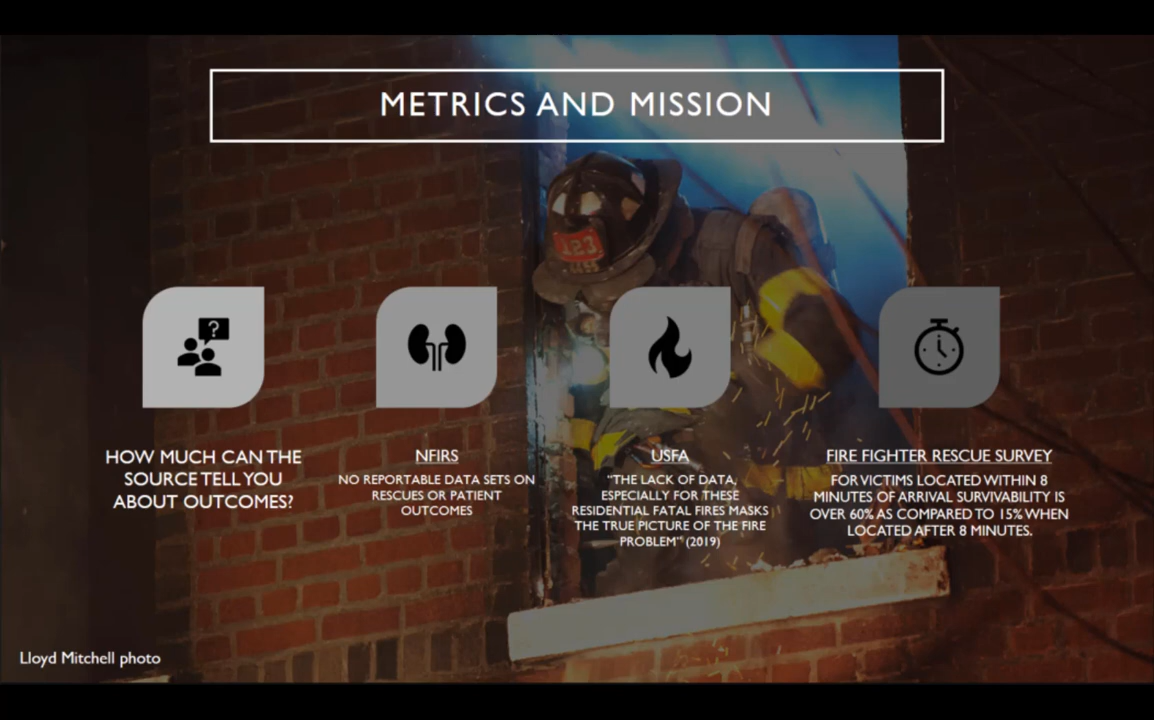 METRICS AND MISSION
123
?
HOW MUCH CAN THE
SOURCE TELL YOU
ABOUT OUTCOMES?
NFIRS
NO REPORTABLE DATA SETS ON
RESCUES OR PATIENT
OUTCOMES
USFA
"THE LACK OF DATA,
ESPECIALLY FOR THESE
RESIDENTIAL FATAL FIRES MASKS
THE TRUE PICTURE OF THE FIRE
PROBLEM" (2019)
FIRE FIGHTER RESCUE SURVEY
FOR VICTIMS LOCATED WITHIN 8
MINUTES OF ARRIVAL SURVIVABILITY IS
OVER 60% AS COMPARED TO 15% WHEN
LOCATED AFTER 8 MINUTES.
Lloyd Mitchell photo